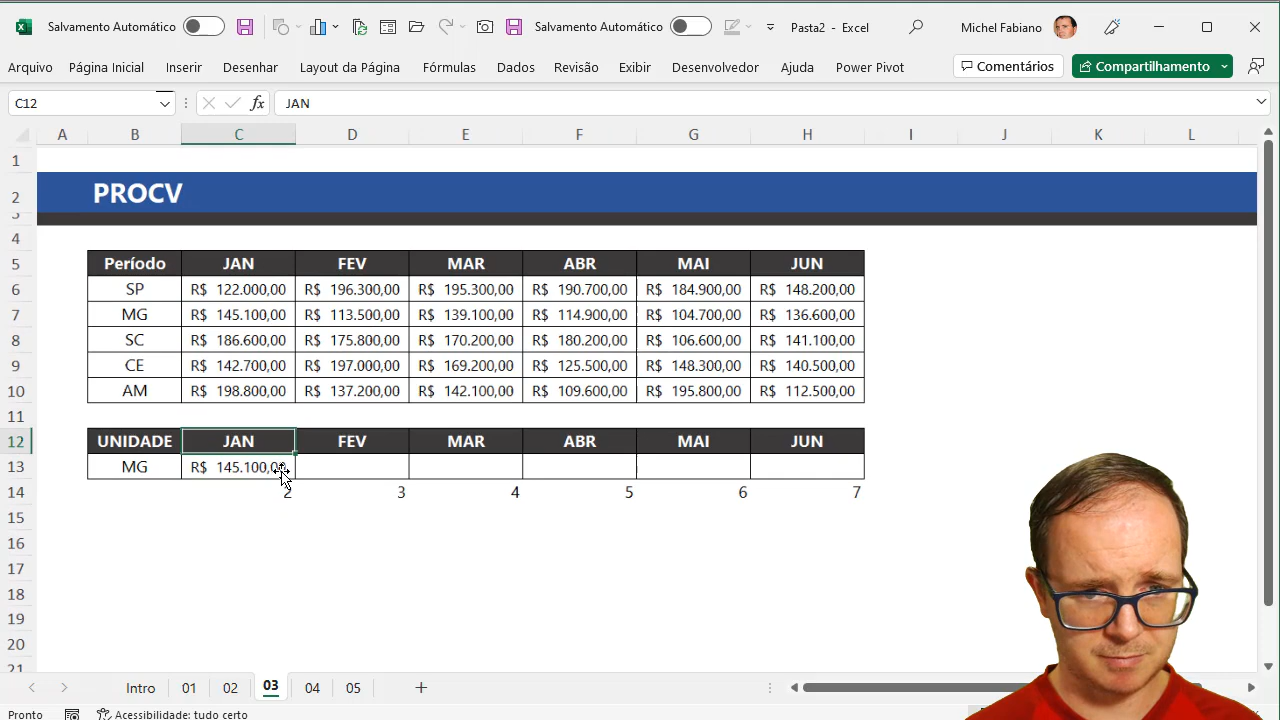 Salvamento Automático Salvamento Automático Pasta2 - Excel Michel Fabiano
Arquivo Página Inicial Inserir Desenhar Layout da Página Fórmulas Dados Revisão Exibir Desenvolvedor Ajuda Power Pivot Comentários Compartilhamento
C12 fx JAN
A B C D E F G H I J K L
1
2 PROCV
3
4
5 Período JAN FEV MAR ABR MAI JUN
6 SP R$ 122.000,00 R$ 196.300,00 R$ 195.300,00 R$ 190.700,00 R$ 184.900,00 R$ 148.200,00
7 MG R$ 145.100,00 R$ 113.500,00 R$ 139.100,00 R$ 114.900,00 R$ 104.700,00 R$ 136.600,00
8 SC R$ 186.600,00 R$ 175.800,00 R$ 170.200,00 R$ 180.200,00 R$ 106.600,00 R$ 141.100,00
9 CE R$ 142.700,00 R$ 197.000,00 R$ 169.200,00 R$ 125.500,00 R$ 148.300,00 R$ 140.500,00
10 AM R$ 198.800,00 R$ 137.200,00 R$ 142.100,00 R$ 109.600,00 R$ 195.800,00 R$ 112.500,00
11
12 UNIDADE JAN FEV MAR ABR MAI JUN
13 MG R$ 145.100,00
14 2 3 4 5 6 7
15
16
17
18
19
20
21
Intro 01 02 03 04 05
Pronto Acessibilidade: tudo certo